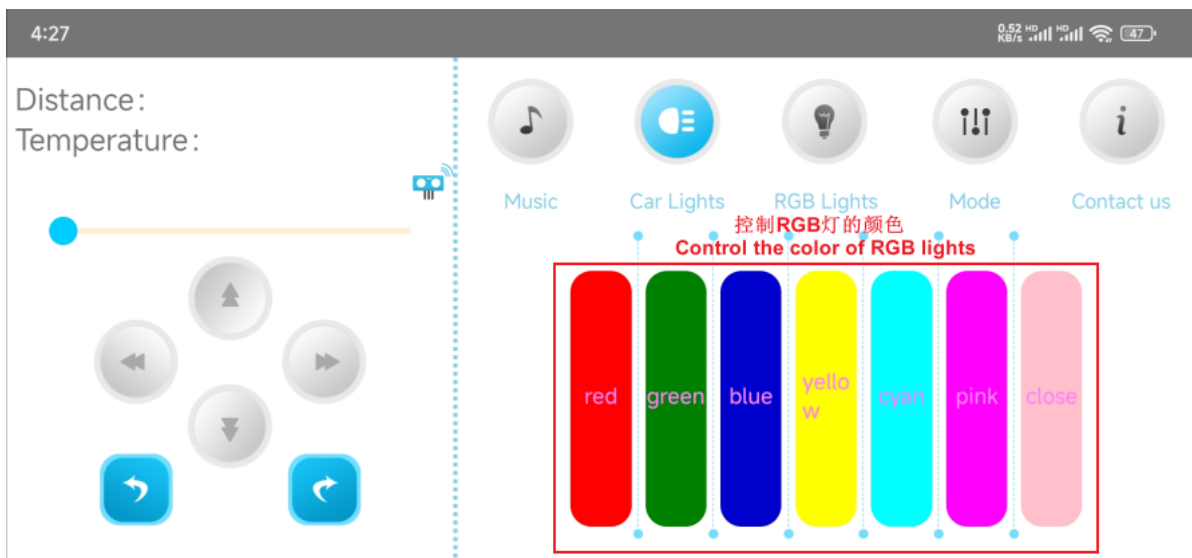 4:27
0.52 KB/s HD HD 47
Distance:
Temperature:
Music
Car Lights
RGB Lights
Mode
Contact us
控制RGB灯的颜色
Control the color of RGB lights
red
green
blue
yello
w
cyan
pink
close